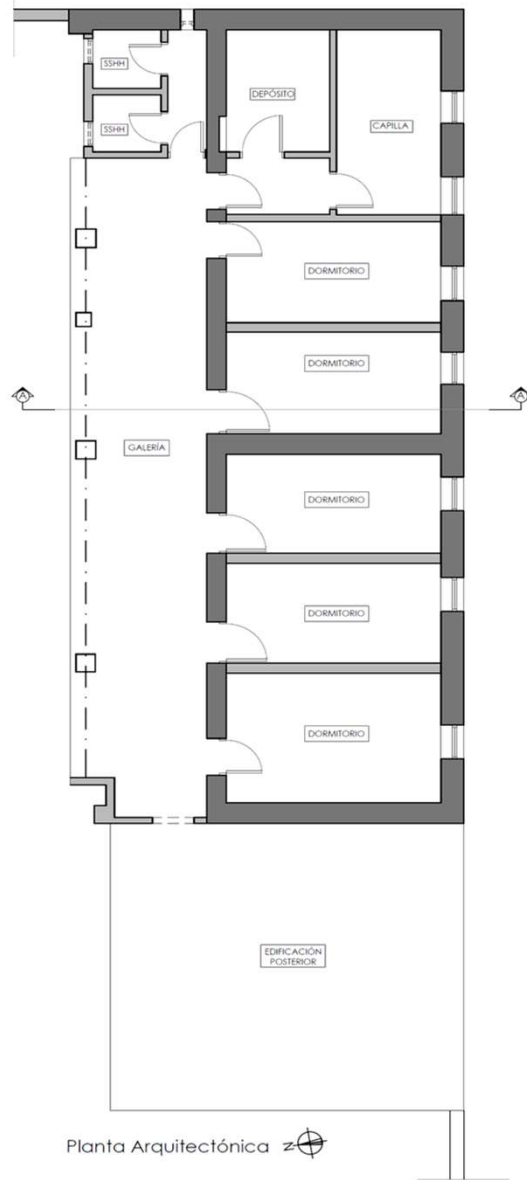 SSHH
SSHH
DEPÓSITO
CAPILLA
DORMITORIO
DORMITORIO
A
A
GALERÍA
DORMITORIO
DORMITORIO
DORMITORIO
EDIFICACIÓN
POSTERIOR
Planta Arquitectónica
N